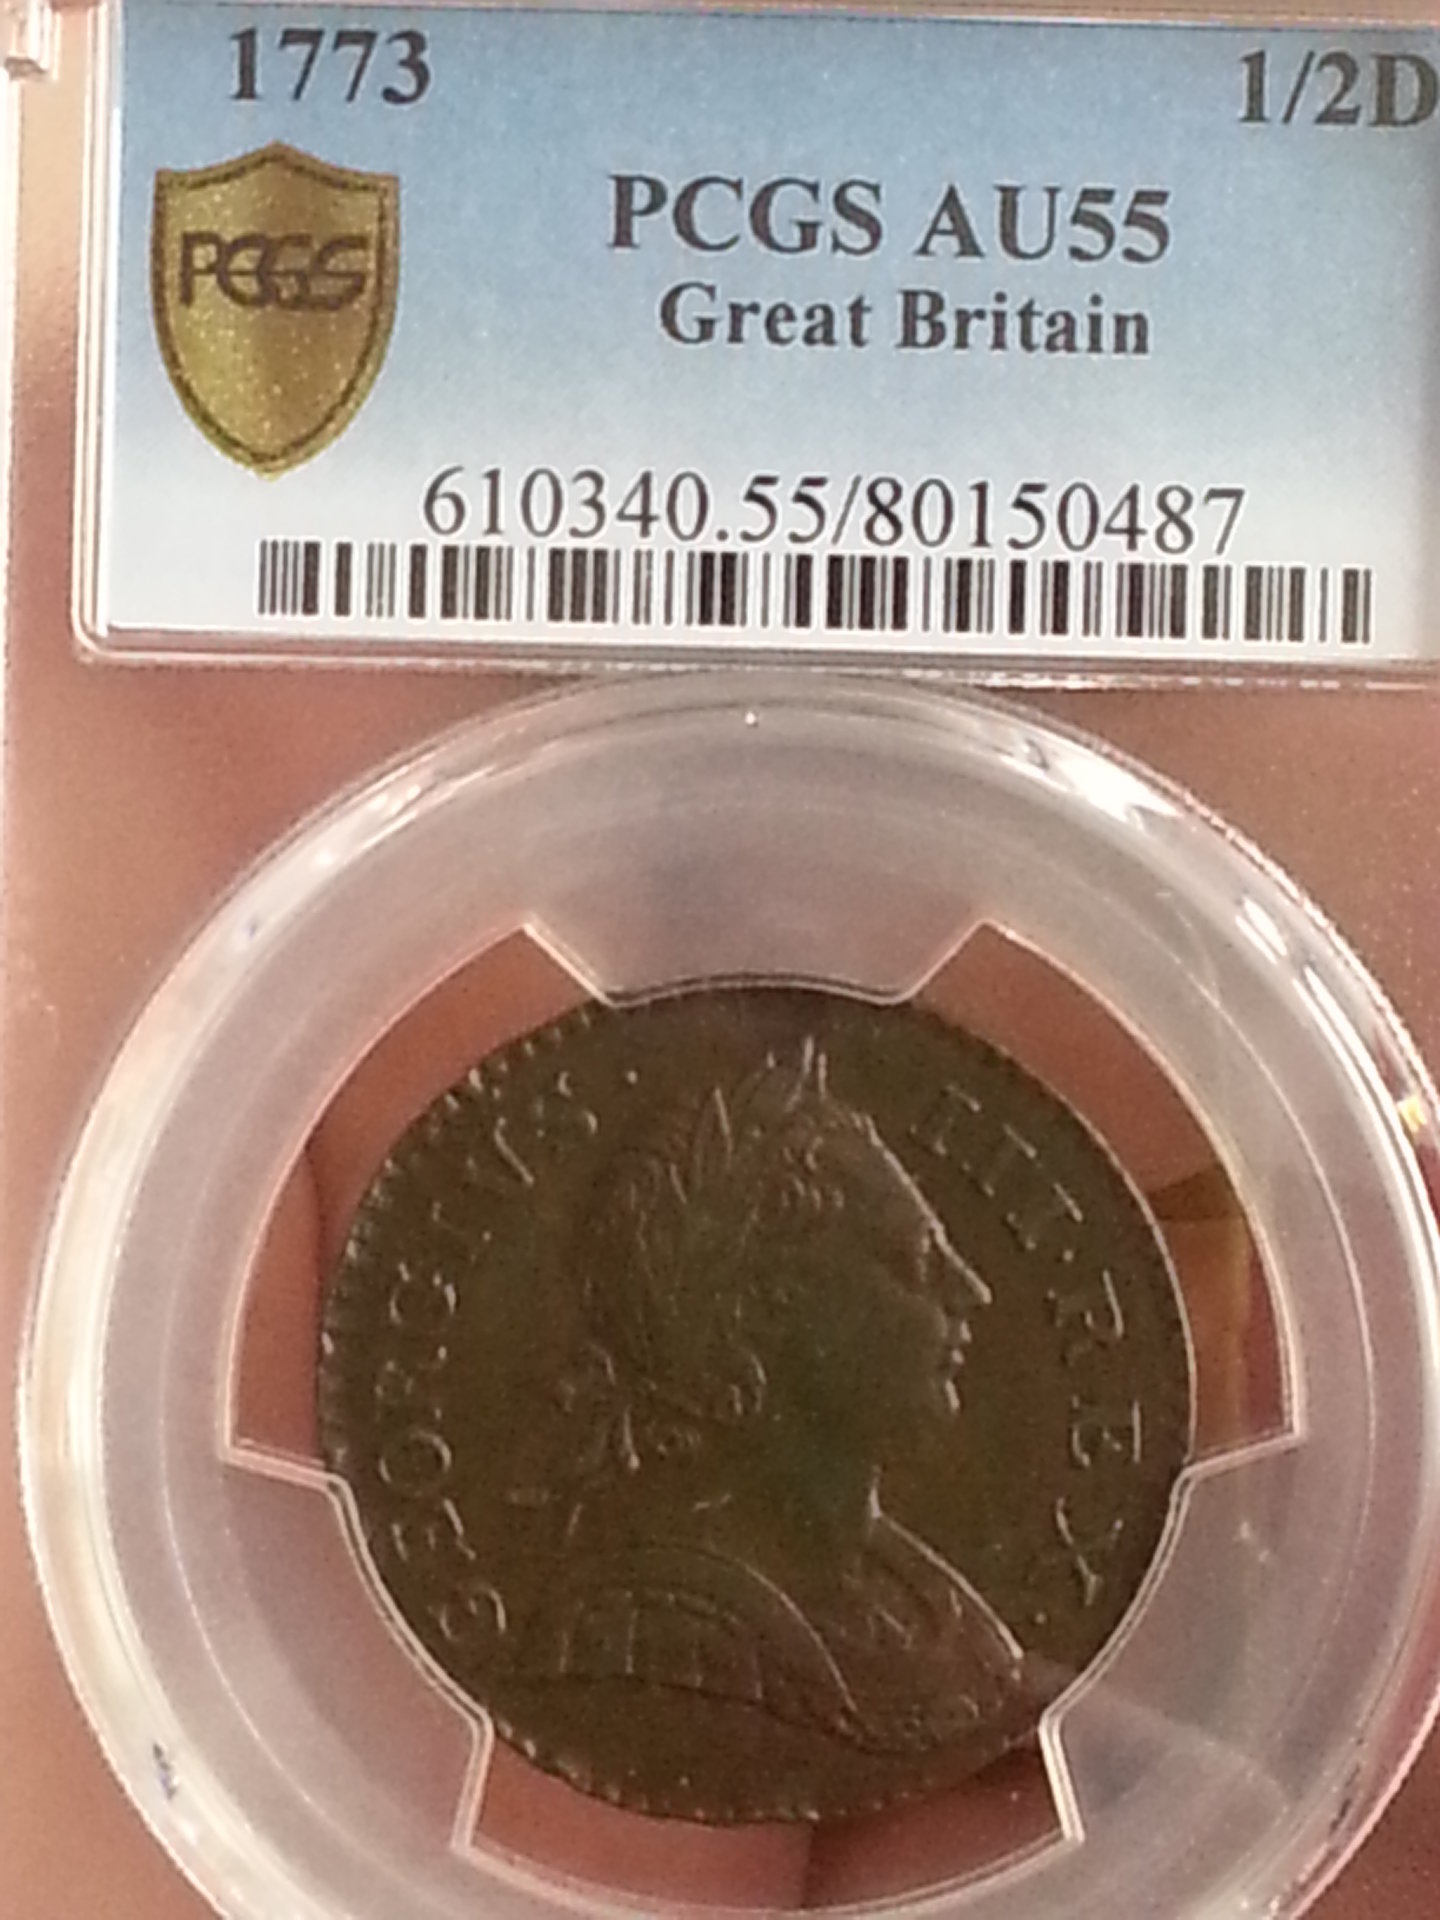 1773 1/2D
PCGS
PCGS AU55
Great Britain
610340.55/80150487
GEORGIVS · III · REX ·